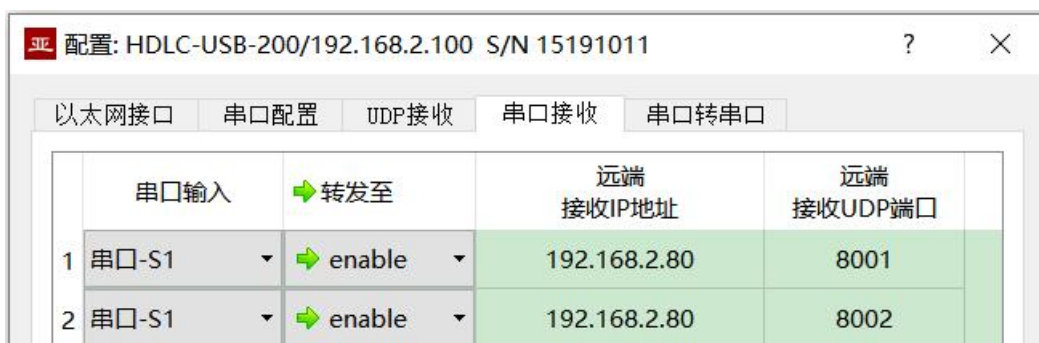 亚 配置: HDLC-USB-200/192.168.2.100 S/N 15191011 ?
以太网接口 串口配置 UDP接收 串口接收 串口转串口
串口输入 转发至 远端 接收IP地址 远端 接收UDP端口
1 串口-S1 enable 192.168.2.80 8001
2 串口-S1 enable 192.168.2.80 8002